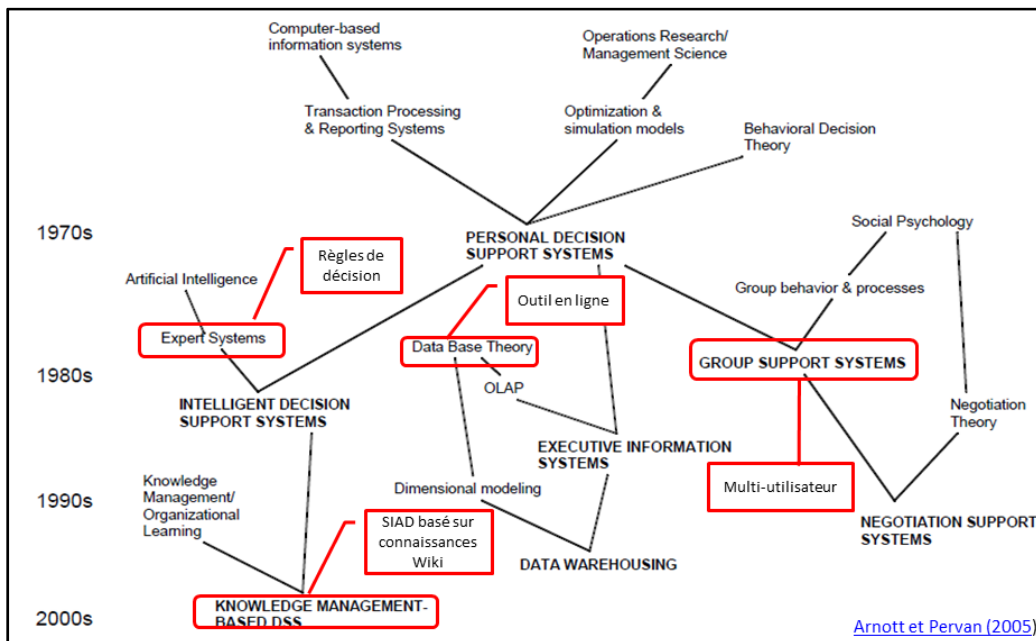 Computer-based
information systems
Operations Research/
Management Science
Transaction Processing
& Reporting Systems
Optimization &
simulation models
Behavioral Decision
Theory
1970s
PERSONAL DECISION
SUPPORT SYSTEMS
Social Psychology
Règles de
décision
Artificial Intelligence
Outil en ligne
Group behavior & processes
Expert Systems
Data Base Theory
GROUP SUPPORT SYSTEMS
1980s
OLAP
INTELLIGENT DECISION
SUPPORT SYSTEMS
Negotiation
Theory
EXECUTIVE INFORMATION
SYSTEMS
Knowledge
Management/
Organizational
Learning
Dimensional modeling
Multi-utilisateur
1990s
SIAD basé sur
connaissances
Wiki
NEGOTIATION SUPPORT
SYSTEMS
DATA WAREHOUSING
KNOWLEDGE MANAGEMENT-
BASED DSS
2000s
Arnott et Pervan (2005)